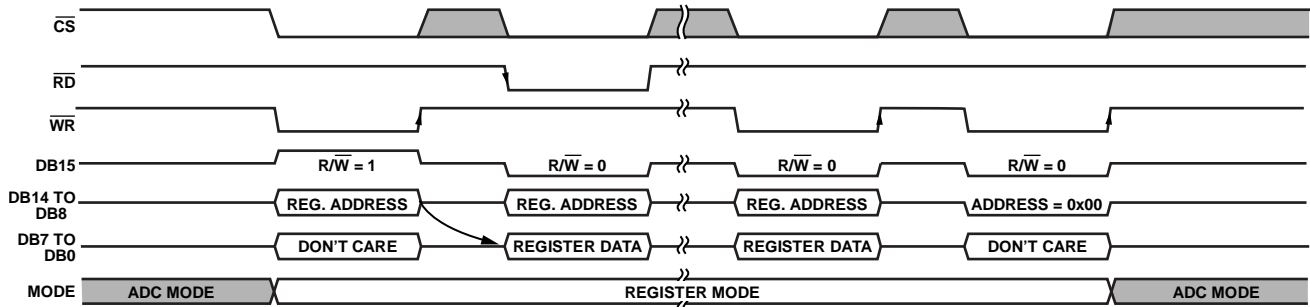 CS
RD
WR
DB15 R/W = 1 R/W = 0 R/W = 0 R/W = 0
DB14 TO
DB8 REG. ADDRESS REG. ADDRESS REG. ADDRESS ADDRESS = 0x00
DB7 TO
DB0 DON'T CARE REGISTER DATA REGISTER DATA DON'T CARE
MODE ADC MODE REGISTER MODE ADC MODE